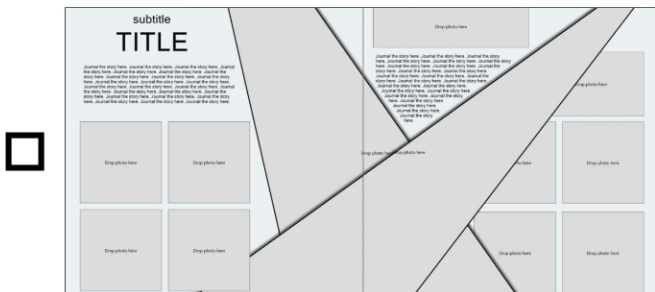 subtitle
TITLE
Journal the story here. Journal the story here. Journal the story here. Journal
the story here. Journal the story here. Journal the story here. Journal the
story here. Journal the story here. Journal the story here. Journal the story
here. Journal the story here. Journal the story here. Journal the story here.
Journal the story here. Journal the story here. Journal the story here. Journal
the story here. Journal the story here. Journal the story here. Journal the
story here. Journal the story here. Journal the story here. Journal the story
here. Journal the story here. Journal the story here. Journal the story here.
Drop photo here
Drop photo here
Drop photo here
Drop photo here
Drop photo here
Journal the story here. Journal the story here. Journal the story
here. Journal the story here. Journal the story here. Journal the story
here. Journal the story here. Journal the story here. Journal the
story here. Journal the story here. Journal the story here.
Journal the story here. Journal the story here. Journal the
story here. Journal the story here. Journal the story
here. Journal the story here. Journal the story
here. Journal the story here. Journal the
story here. Journal the story here.
here. Journal the story
here. Journal the story
Journal the story here.
Journal the story
here.
Drop photo here
Drop photo here
Drop photo here
Drop photo here
Drop photo here
Drop photo here